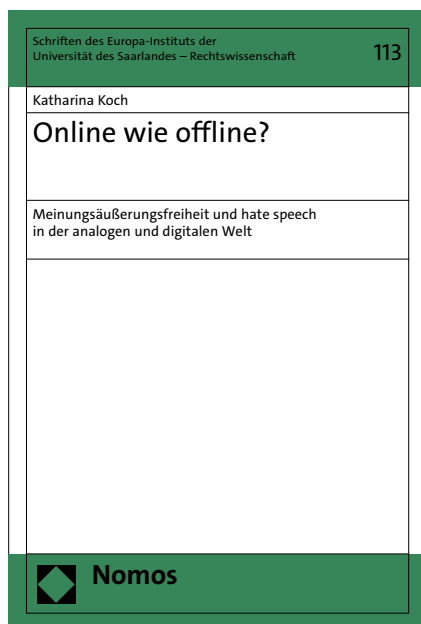 Schriften des Europa-Instituts der
Universität des Saarlandes – Rechtswissenschaft
113
Katharina Koch
Online wie offline?
Meinungsäußerungsfreiheit und hate speech
in der analogen und digitalen Welt
Nomos